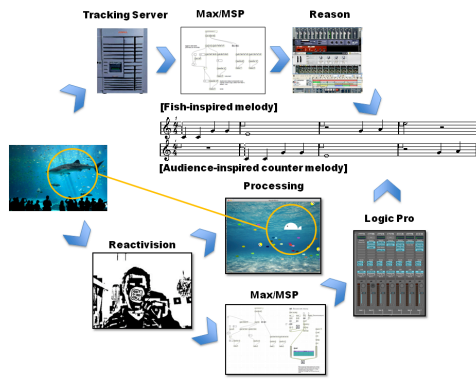 Tracking Server
Max/MSP
Reason
[Fish-inspired melody]
[Audience-inspired counter melody]
Processing
Logic Pro
Reactivision
Max/MSP